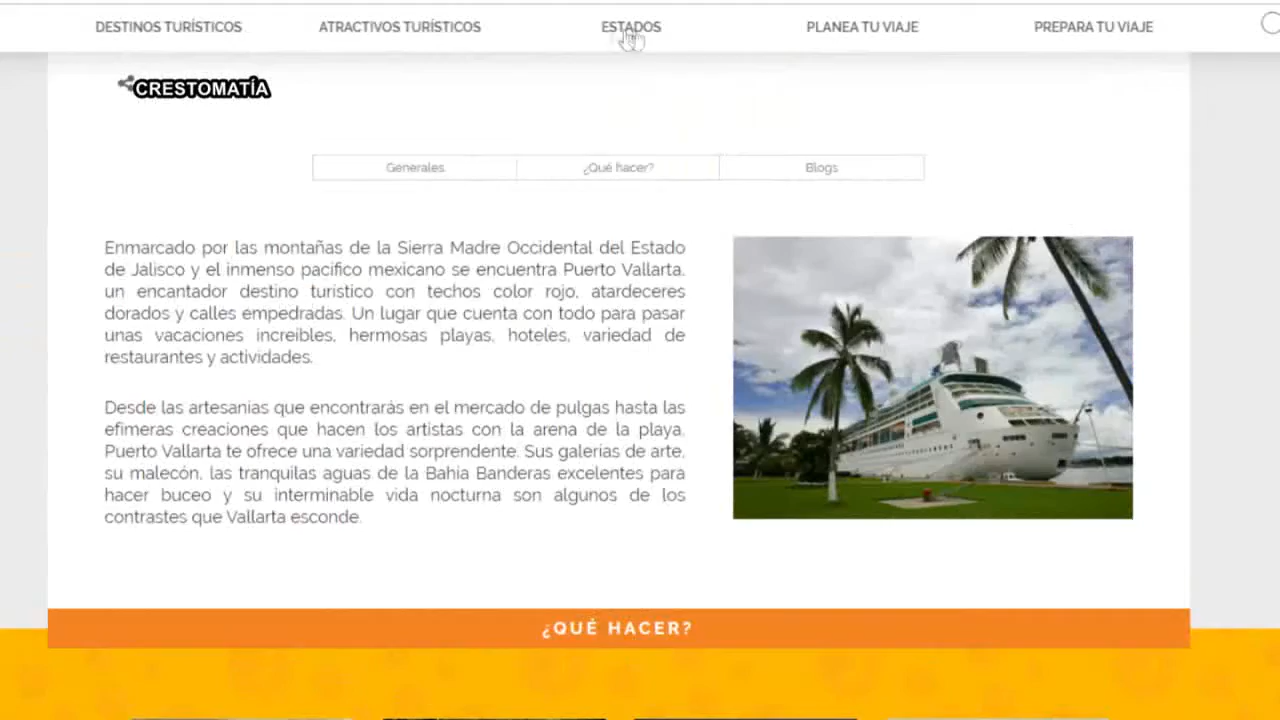 DESTINOS TURÍSTICOS ATRACTIVOS TURÍSTICOS ESTADOS PLANEA TU VIAJE PREPARA TU VIAJE
CRESTOMATÍA
Generales ¿Qué hacer? Blogs
Enmarcado por las montañas de la Sierra Madre Occidental del Estado
de Jalisco y el inmenso pacifico mexicano se encuentra Puerto Vallarta,
un encantador destino turistico con techos color rojo, atardeceres
dorados y calles empedradas. Un lugar que cuenta con todo para pasar
unas vacaciones increibles, hermosas playas, hoteles, variedad de
restaurantes y actividades.
Desde las artesanias que encontrarás en el mercado de pulgas hasta las
efimeras creaciones que hacen los artistas con la arena de la playa,
Puerto Vallarta te ofrece una variedad sorprendente. Sus galerías de arte,
su malecón, las tranquilas aguas de la Bahia Banderas excelentes para
hacer buceo y su interminable vida nocturna son algunos de los
contrastes que Vallarta esconde.
¿QUÉ HACER?